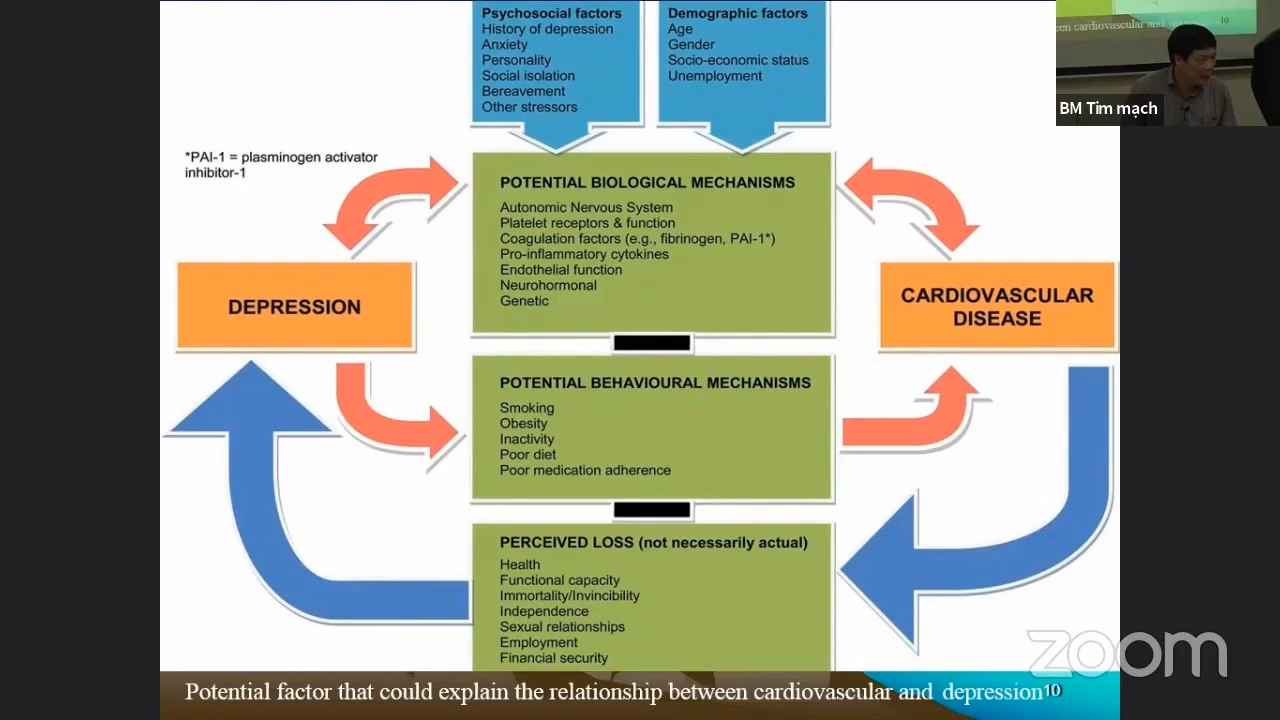 Psychosocial factors
History of depression
Anxiety
Personality
Social isolation
Bereavement
Other stressors
Demographic factors
Age
Gender
Socio-economic status
Unemployment
een cardiovascular and
10
BM Tim mạch
*PAI-1 = plasminogen activator
inhibitor-1
POTENTIAL BIOLOGICAL MECHANISMS
Autonomic Nervous System
Platelet receptors & function
Coagulation factors (e.g., fibrinogen, PAI-1*)
Pro-inflammatory cytokines
Endothelial function
Neurohormonal
Genetic
DEPRESSION
CARDIOVASCULAR
DISEASE
POTENTIAL BEHAVIOURAL MECHANISMS
Smoking
Obesity
Inactivity
Poor diet
Poor medication adherence
PERCEIVED LOSS (not necessarily actual)
Health
Functional capacity
Immortality/Invincibility
Independence
Sexual relationships
Employment
Financial security
zoom
Potential factor that could explain the relationship between cardiovascular and depression
10